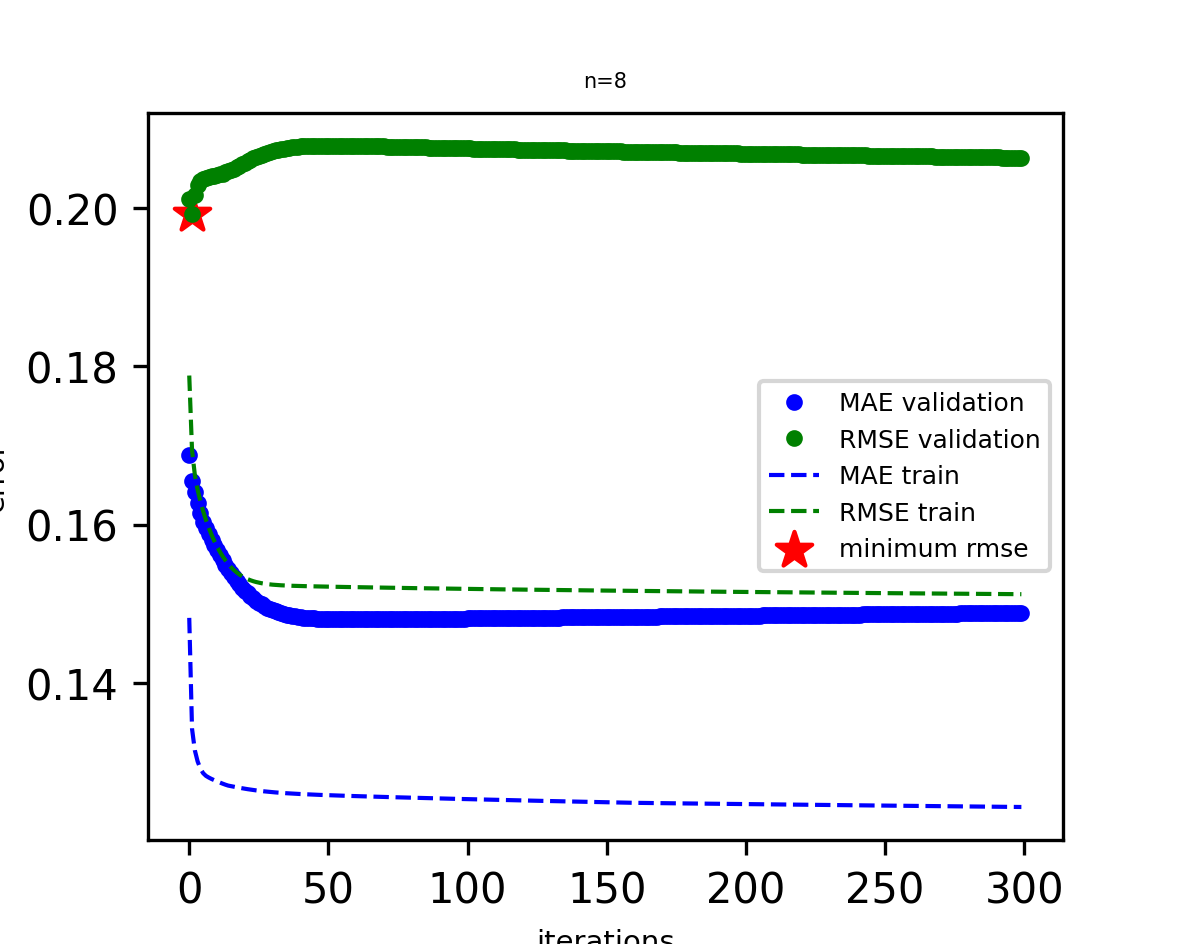 n=8
0.20
0.18
0.16
0.14
MAE validation
RMSE validation
MAE train
RMSE train
minimum rmse
0 50 100 150 200 250 300
iterations